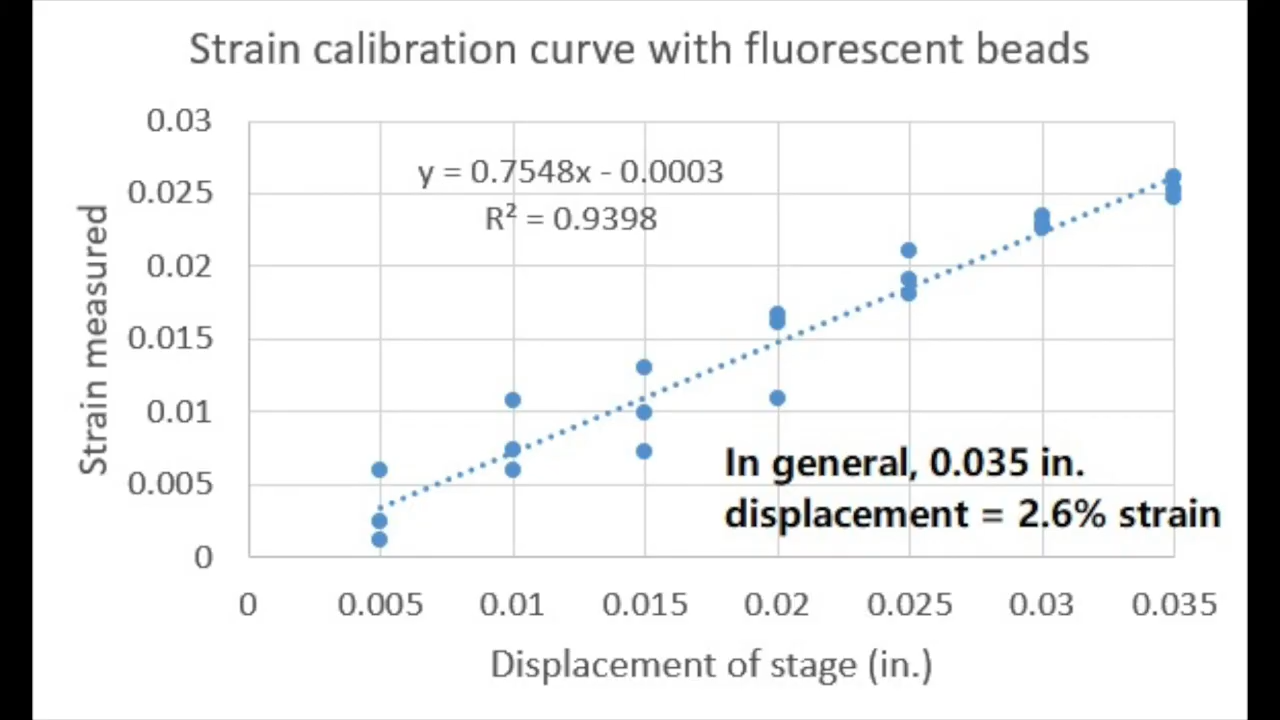 Strain calibration curve with fluorescent beads
y = 0.7548x - 0.0003
R² = 0.9398
Strain measured
0.03
0.025
0.02
0.015
0.01
0.005
0
In general, 0.035 in.
displacement = 2.6% strain
0 0.005 0.01 0.015 0.02 0.025 0.03 0.035
Displacement of stage (in.)